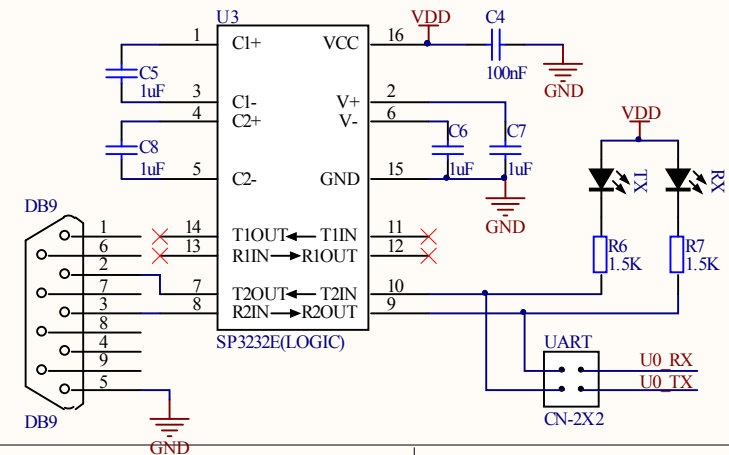 U3
VDD
C4
1
C1+
VCC
16
C5
1uF
100nF
GND
3
C1-
V+
2
4
C2+
V-
6
VDD
C8
1uF
C6
1uF
C7
1uF
5
C2-
GND
15
TX
RX
DB9
GND
1
14
T1OUT
T1IN
11
6
13
R1IN
R1OUT
12
R6
1.5K
R7
1.5K
2
7
7
T2OUT
T2IN
10
3
8
R2IN
R2OUT
9
8
SP3232E(LOGIC)
UART
4
9
U0_RX
5
U0_TX
DB9
CN-2X2
GND